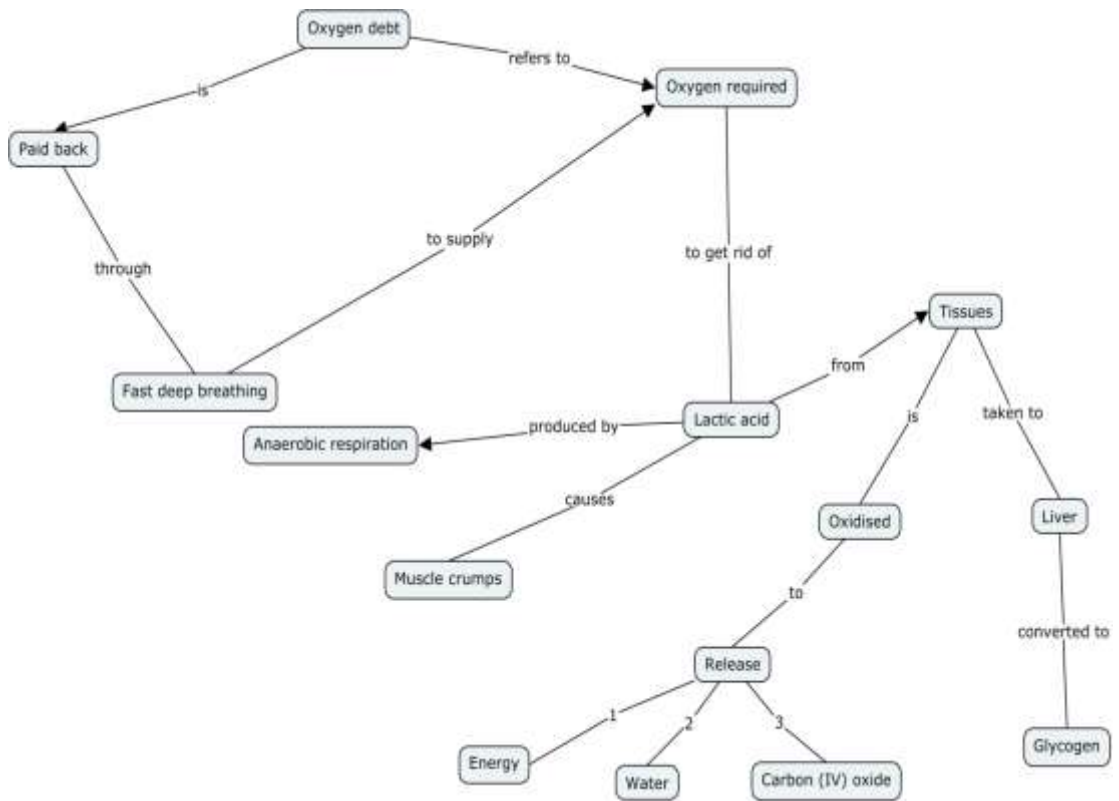 Oxygen debt
refers to
Oxygen required
is
Paid back
to supply
to get rid of
through
Tissues
from
Fast deep breathing
Lactic acid
taken to
is
produced by
Anaerobic respiration
causes
Oxidised
Liver
Muscle crumps
to
converted to
Release
1
2
3
Energy
Water
Carbon (IV) oxide
Glycogen